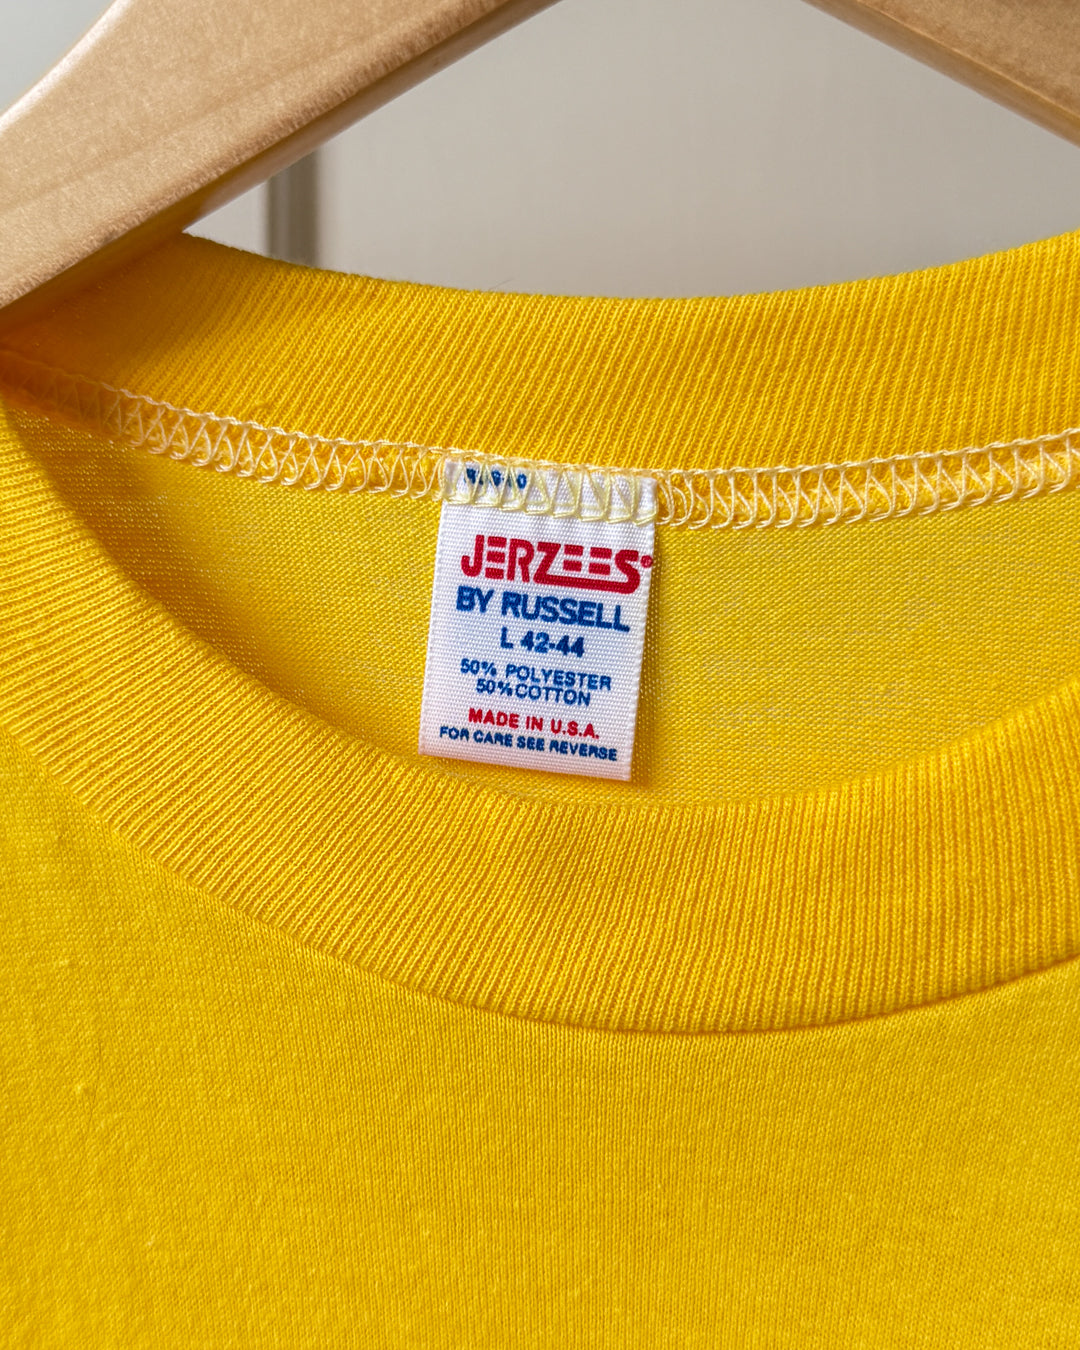 JERZEES®
BY RUSSELL
L 42-44
50% POLYESTER
50% COTTON
MADE IN U.S.A.
FOR CARE SEE REVERSE